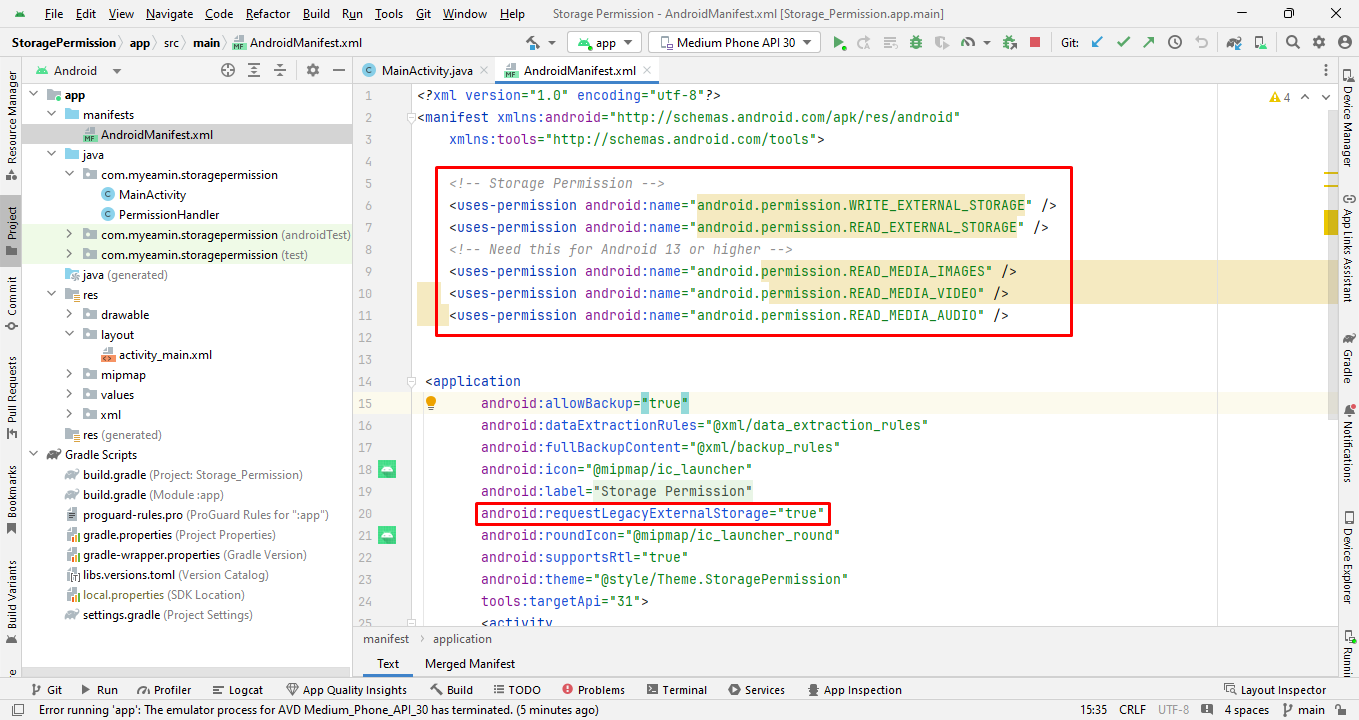 File Edit View Navigate Code Refactor Build Run Tools Git Window Help Storage Permission - AndroidManifest.xml [Storage_Permission.app.main]
StoragePermission app src main AndroidManifest.xml app Medium Phone API 30 Git:
Android MainActivity.java AndroidManifest.xml
Resource Manager
Project
Commit
Pull Requests
Bookmarks
Build Variants
app
manifests
AndroidManifest.xml
java
com.myeamin.storagepermission
MainActivity
PermissionHandler
com.myeamin.storagepermission (androidTest)
com.myeamin.storagepermission (test)
java (generated)
res
drawable
layout
activity_main.xml
mipmap
values
xml
res (generated)
Gradle Scripts
build.gradle (Project: Storage_Permission)
build.gradle (Module :app)
proguard-rules.pro (ProGuard Rules for ":app")
gradle.properties (Project Properties)
gradle-wrapper.properties (Gradle Version)
libs.versions.toml (Version Catalog)
local.properties (SDK Location)
settings.gradle (Project Settings)
1 <?xml version="1.0" encoding="utf-8"?> 4
2 <manifest xmlns:android="http://schemas.android.com/apk/res/android"
3 xmlns:tools="http://schemas.android.com/tools">
4
5 <!-- Storage Permission -->
6 <uses-permission android:name="android.permission.WRITE_EXTERNAL_STORAGE" />
7 <uses-permission android:name="android.permission.READ_EXTERNAL_STORAGE" />
8 <!-- Need this for Android 13 or higher -->
9 <uses-permission android:name="android.permission.READ_MEDIA_IMAGES" />
10 <uses-permission android:name="android.permission.READ_MEDIA_VIDEO" />
11 <uses-permission android:name="android.permission.READ_MEDIA_AUDIO" />
12
13
14 <application
15 android:allowBackup="true"
16 android:dataExtractionRules="@xml/data_extraction_rules"
17 android:fullBackupContent="@xml/backup_rules"
18 android:icon="@mipmap/ic_launcher"
19 android:label="Storage Permission"
20 android:requestLegacyExternalStorage="true"
21 android:roundIcon="@mipmap/ic_launcher_round"
22 android:supportsRtl="true"
23 android:theme="@style/Theme.StoragePermission"
24 tools:targetApi="31">
25 <activity
manifest application
Text Merged Manifest
Device Manager
App Links Assistant
Gradle
Notifications
Device Explorer
Git Run Profiler Logcat App Quality Insights Build TODO Problems Terminal Services App Inspection Layout Inspector
Error running 'app': The emulator process for AVD Medium_Phone_API_30 has terminated. (5 minutes ago) 15:35 CRLF UTF-8 4 spaces main